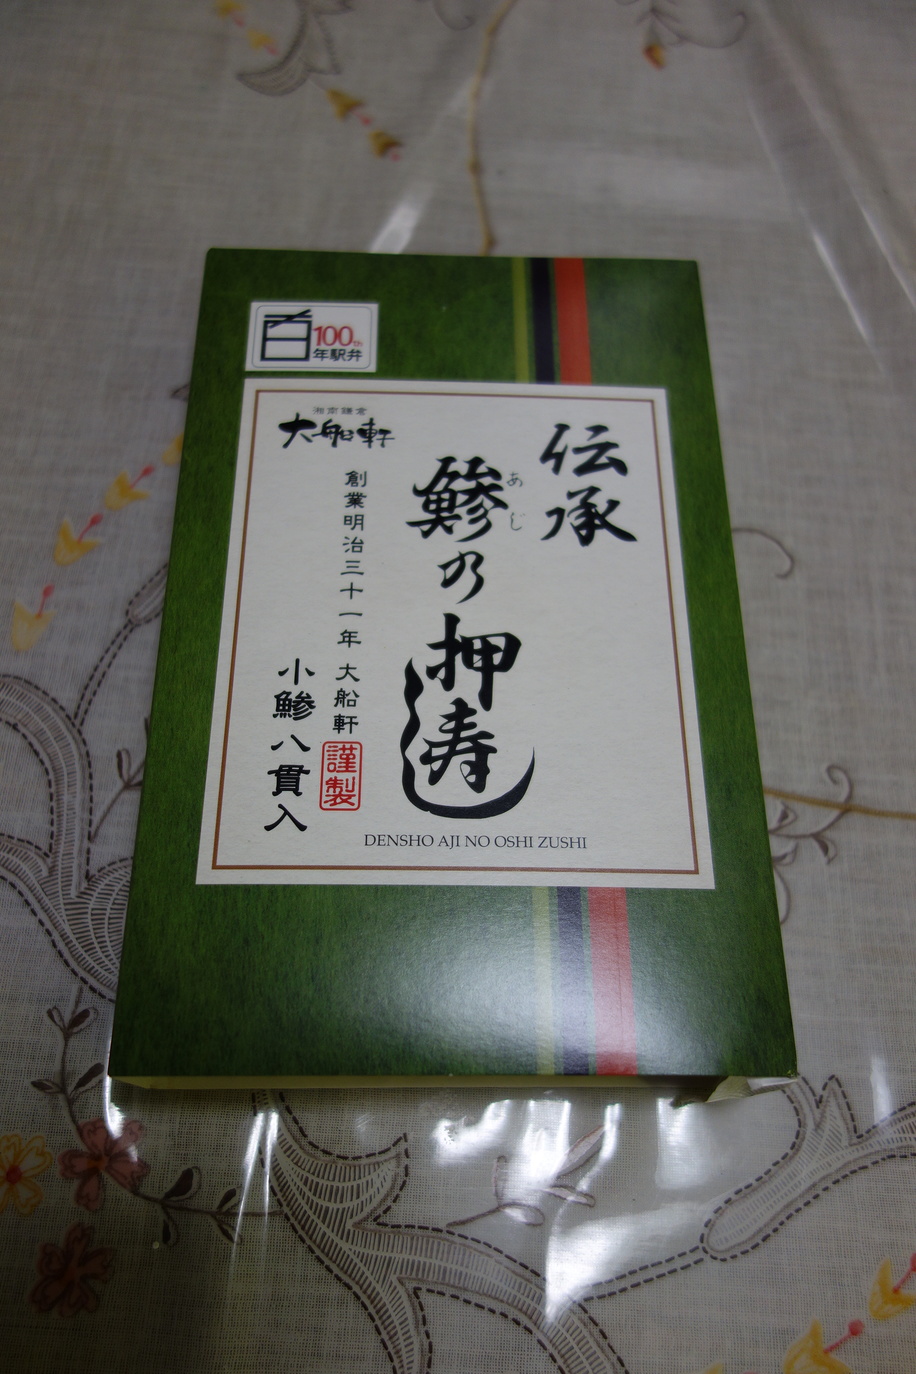 百
100th
年駅弁
伝承
鯵の押寿し
あじ
湘南鎌倉
大船軒
創業明治三十一年 大船軒
謹製
小鯵八貫入
DENSHO AJI NO OSHI ZUSHI